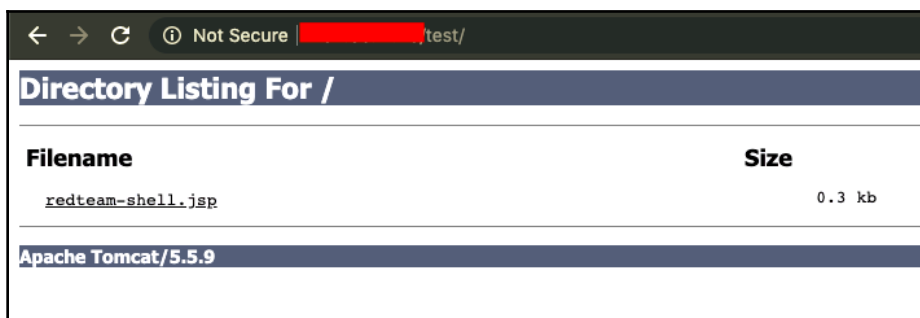 Not Secure | /test/
Directory Listing For /
Filename Size
redteam-shell.jsp 0.3 kb
Apache Tomcat/5.5.9